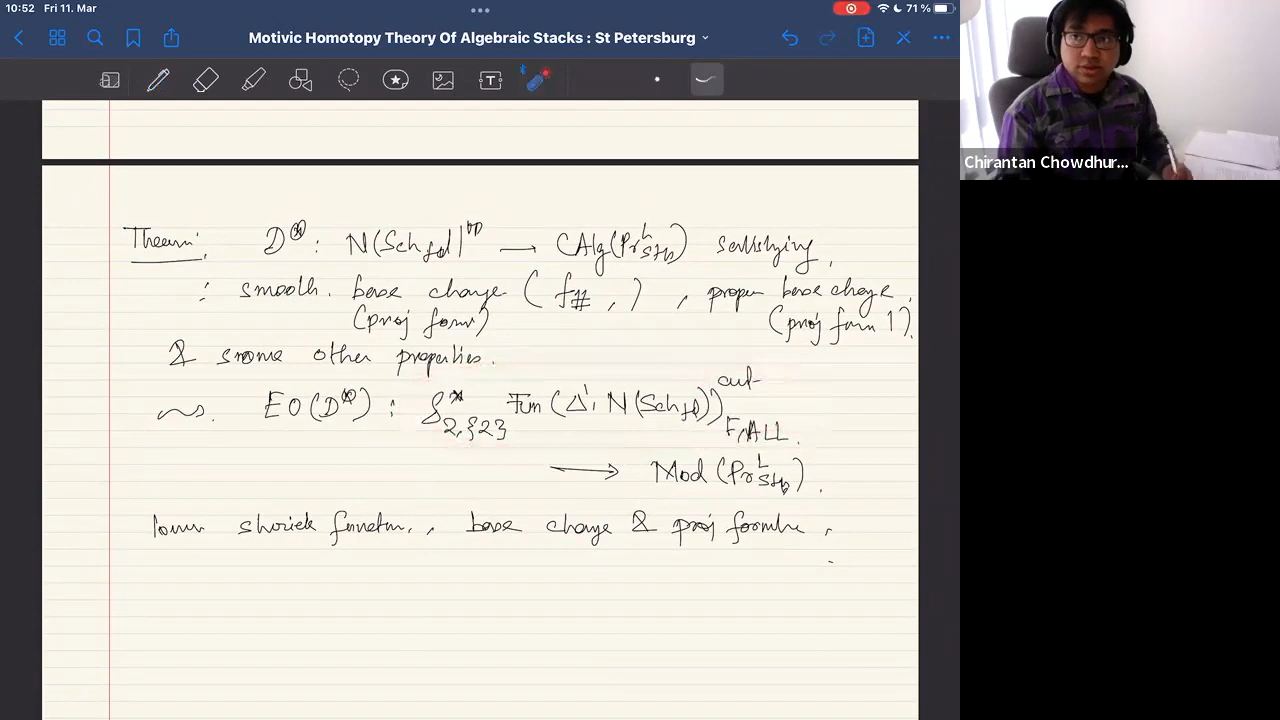 10:52 Fri 11. Mar
71 %
Motivic Homotopy Theory Of Algebraic Stacks : St Petersburg
Chirantan Chowdhur...
Theorem: D^⊗ : N(Sch_fd)^op → CAlg(Pr^L_Stb) satisfying
: smooth base change (f_#, ) , proper base change
(proj form) (proj form 1).
& some other properties.
EO(D^⊗) : δ^*_{2,{2}} Fun(Δ^1, N(Sch_fd))^cart_{F,ALL}
→ Mod(Pr^L_Stb).
lower shriek functor, , base change & proj formula ,